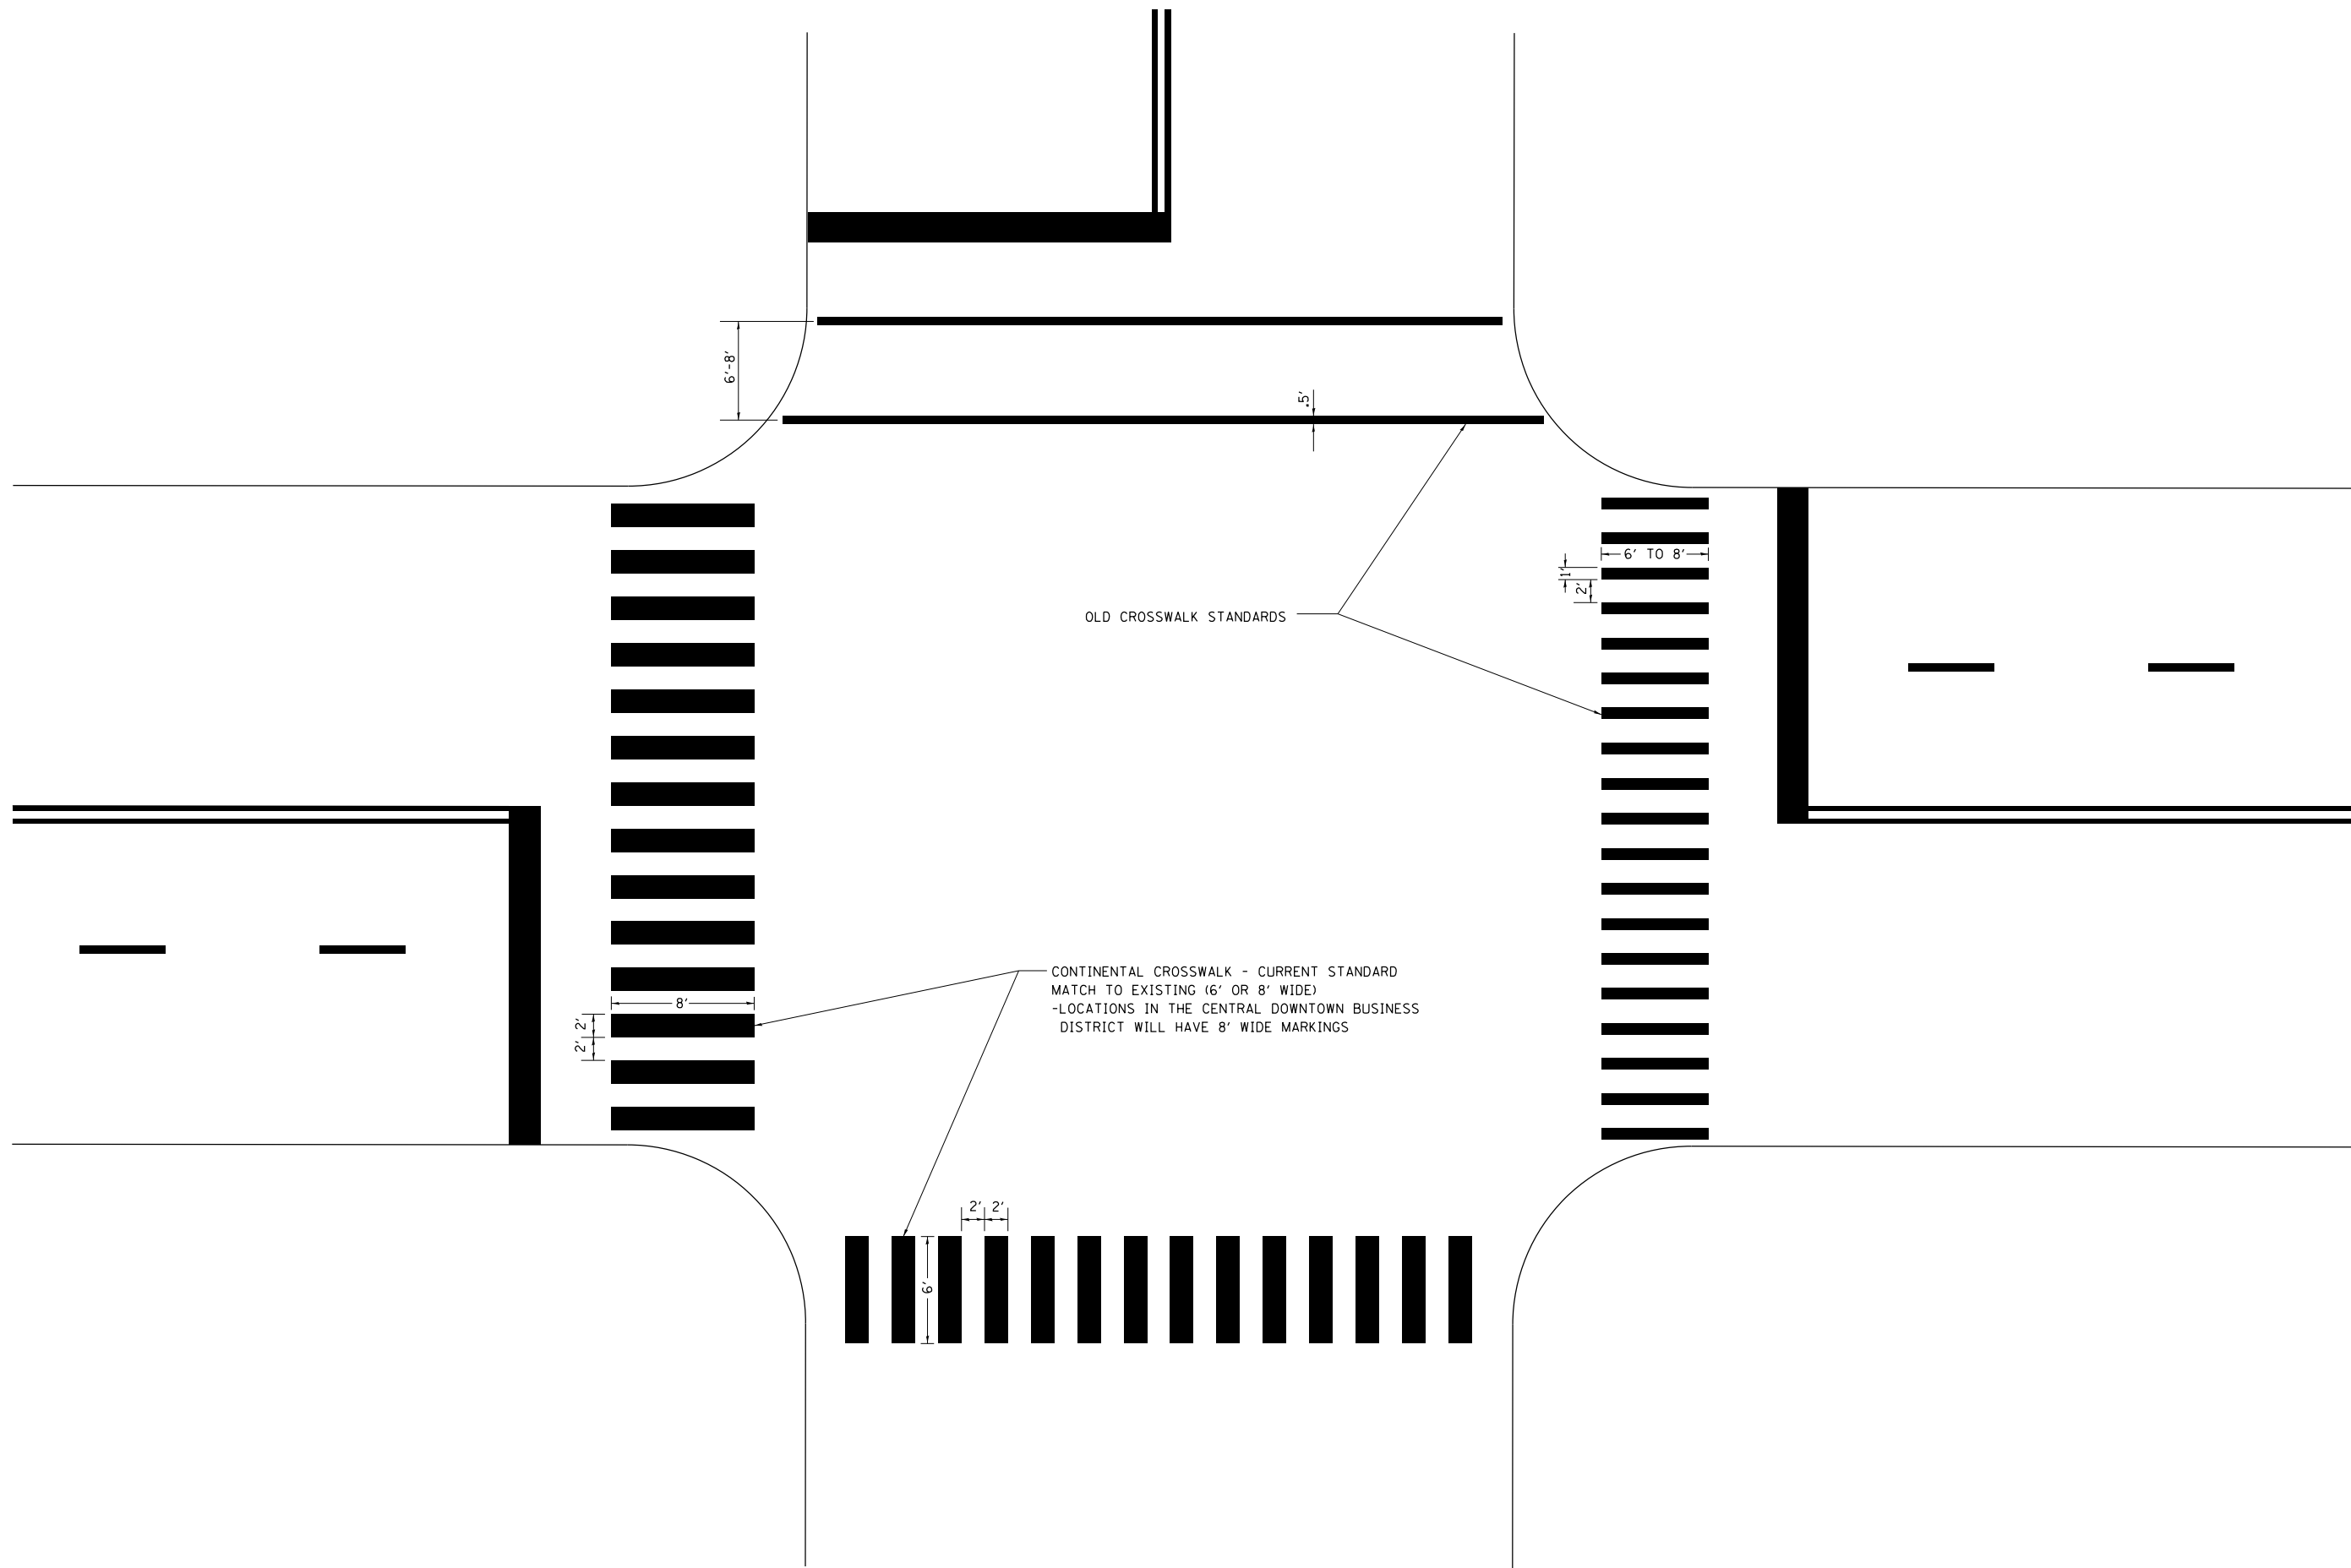 6'-8'
.5'
6' TO 8'
1'
2'
OLD CROSSWALK STANDARDS
CONTINENTAL CROSSWALK - CURRENT STANDARD
MATCH TO EXISTING (6' OR 8' WIDE)
-LOCATIONS IN THE CENTRAL DOWNTOWN BUSINESS
DISTRICT WILL HAVE 8' WIDE MARKINGS
8'
2'
2'
2' 2'
6'